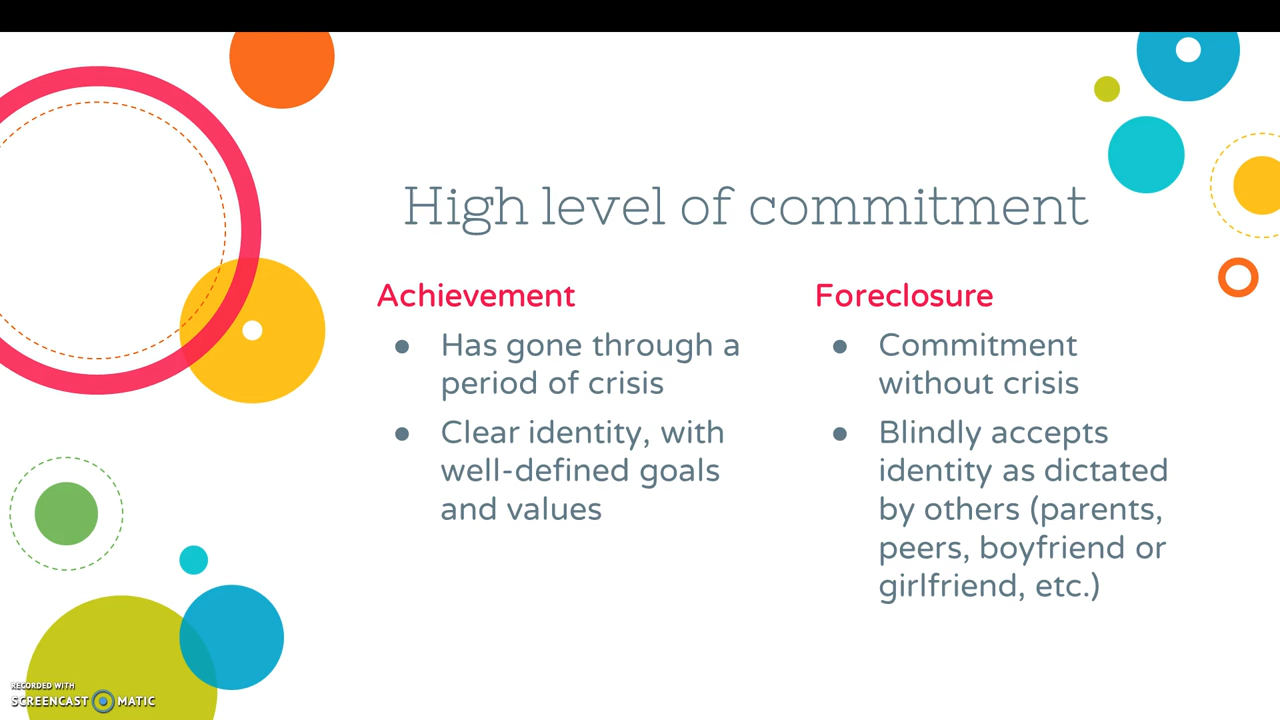 High level of commitment
Achievement
● Has gone through a
period of crisis
● Clear identity, with
well-defined goals
and values
Foreclosure
● Commitment
without crisis
● Blindly accepts
identity as dictated
by others (parents,
peers, boyfriend or
girlfriend, etc.)
RECORDED WITH
SCREENCAST MATIC